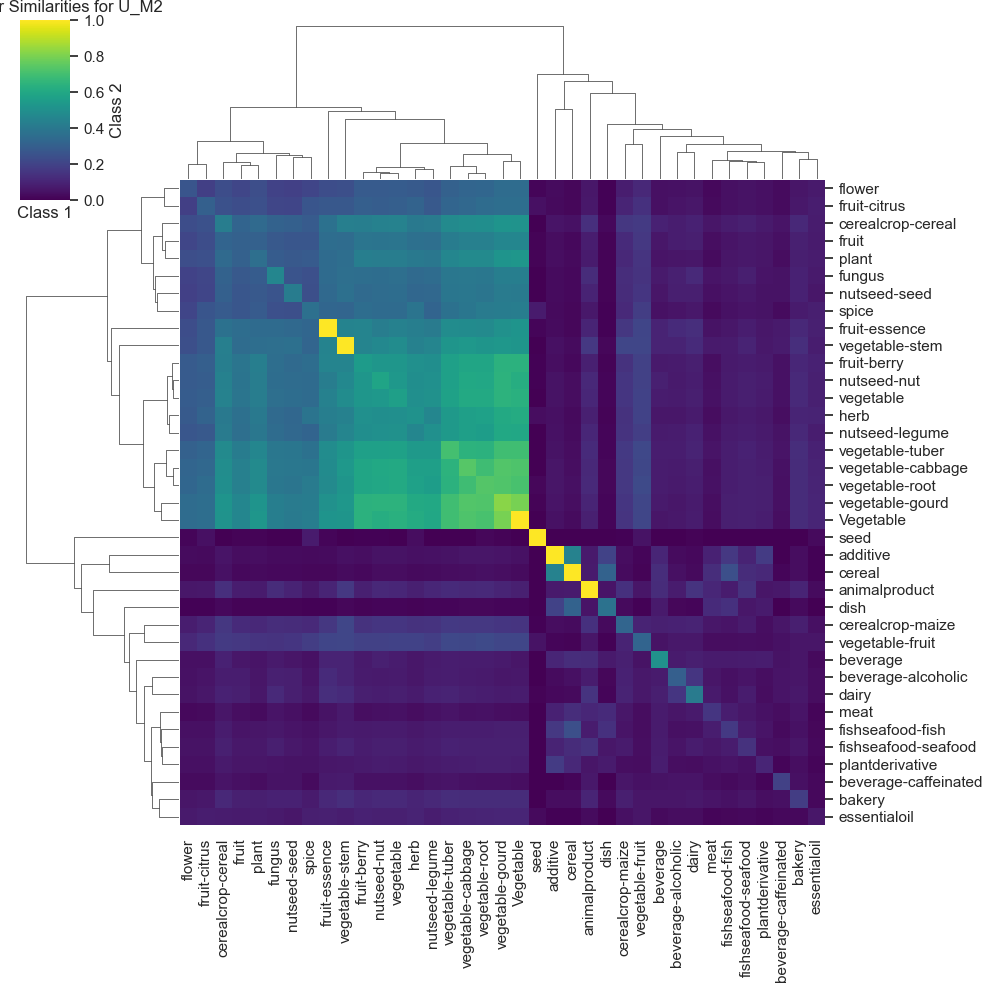 r Similarities for U_M2
1.0
0.8
0.6
0.4
0.2
0.0
Class 2
Class 1
flower
fruit-citrus
cerealcrop-cereal
fruit
plant
fungus
nutseed-seed
spice
fruit-essence
vegetable-stem
fruit-berry
nutseed-nut
vegetable
herb
nutseed-legume
vegetable-tuber
vegetable-cabbage
vegetable-root
vegetable-gourd
Vegetable
seed
additive
cereal
animalproduct
dish
cerealcrop-maize
vegetable-fruit
beverage
beverage-alcoholic
dairy
meat
fishseafood-fish
fishseafood-seafood
plantderivative
beverage-caffeinated
bakery
essentialoil
flower
fruit-citrus
cerealcrop-cereal
fruit
plant
fungus
nutseed-seed
spice
fruit-essence
vegetable-stem
fruit-berry
nutseed-nut
vegetable
herb
nutseed-legume
vegetable-tuber
vegetable-cabbage
vegetable-root
vegetable-gourd
Vegetable
seed
additive
cereal
animalproduct
dish
cerealcrop-maize
vegetable-fruit
beverage
beverage-alcoholic
dairy
meat
fishseafood-fish
fishseafood-seafood
plantderivative
beverage-caffeinated
bakery
essentialoil